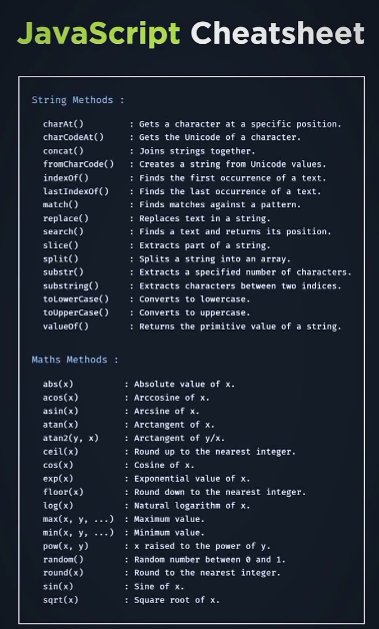 JavaScript Cheatsheet
String Methods :
charAt() : Gets a character at a specific position.
charCodeAt() : Gets the Unicode of a character.
concat() : Joins strings together.
fromCharCode() : Creates a string from Unicode values.
indexOf() : Finds the first occurrence of a text.
lastIndexOf() : Finds the last occurrence of a text.
match() : Finds matches against a pattern.
replace() : Replaces text in a string.
search() : Finds a text and returns its position.
slice() : Extracts part of a string.
split() : Splits a string into an array.
substr() : Extracts a specified number of characters.
substring() : Extracts characters between two indices.
toLowerCase() : Converts to lowercase.
toUpperCase() : Converts to uppercase.
valueOf() : Returns the primitive value of a string.
Maths Methods :
abs(x) : Absolute value of x.
acos(x) : Arccosine of x.
asin(x) : Arcsine of x.
atan(x) : Arctangent of x.
atan2(y, x) : Arctangent of y/x.
ceil(x) : Round up to the nearest integer.
cos(x) : Cosine of x.
exp(x) : Exponential value of x.
floor(x) : Round down to the nearest integer.
log(x) : Natural logarithm of x.
max(x, y, ...) : Maximum value.
min(x, y, ...) : Minimum value.
pow(x, y) : x raised to the power of y.
random() : Random number between 0 and 1.
round(x) : Round to the nearest integer.
sin(x) : Sine of x.
sqrt(x) : Square root of x.